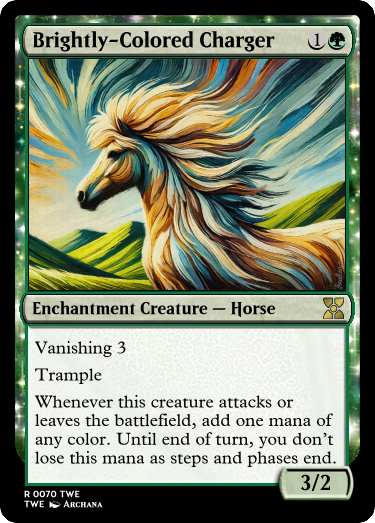 Brightly-Colored Charger 1
Enchantment Creature — Horse
Vanishing 3
Trample
Whenever this creature attacks or
leaves the battlefield, add one mana of
any color. Until end of turn, you don't
lose this mana as steps and phases end.
3/2
R 0070 TWE
TWE Archana